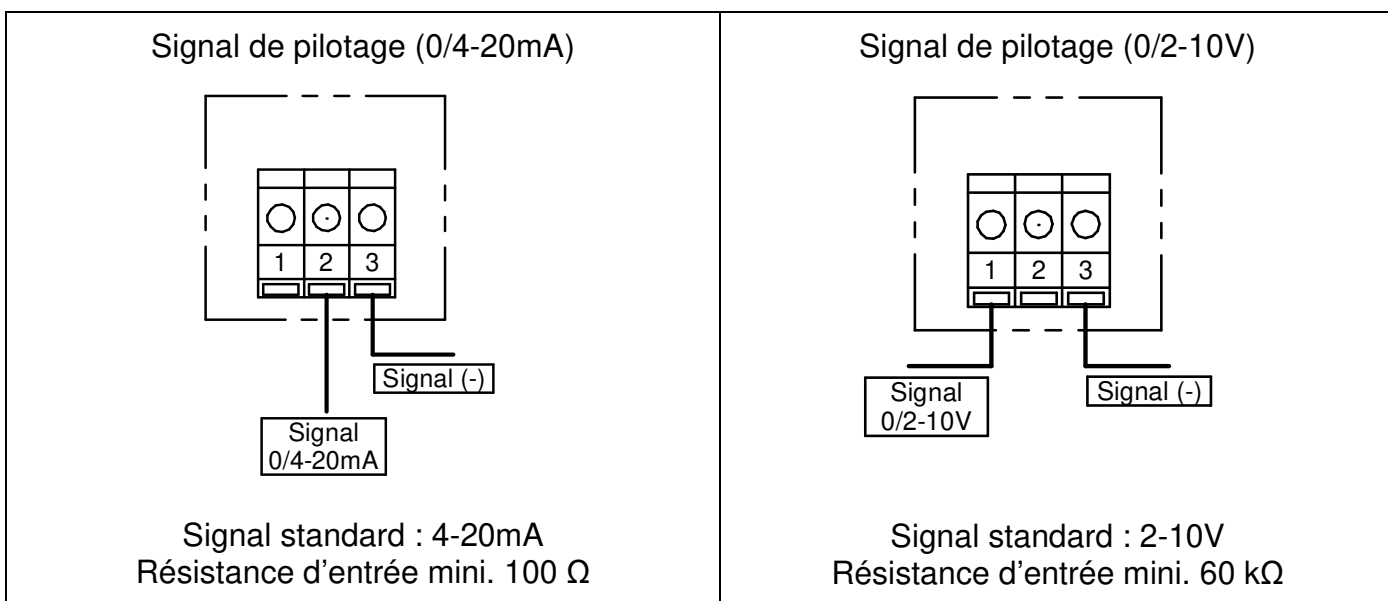 Signal de pilotage (0/4-20mA)
1 2 3
Signal (-)
Signal
0/4-20mA
Signal standard : 4-20mA
Résistance d'entrée mini. 100 Ω
Signal de pilotage (0/2-10V)
1 2 3
Signal
0/2-10V
Signal (-)
Signal standard : 2-10V
Résistance d'entrée mini. 60 kΩ